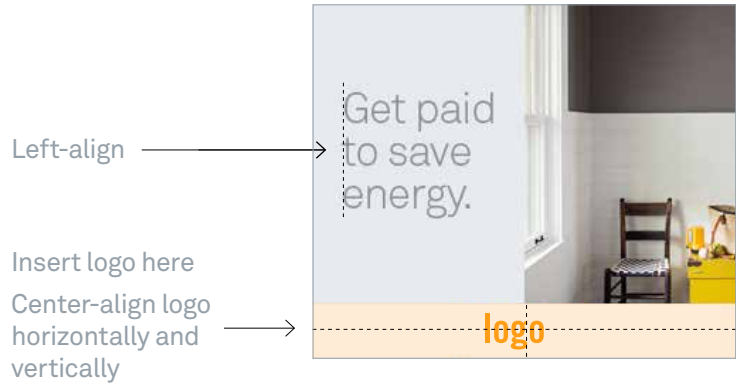 Get paid
to save
energy.
Left-align
Insert logo here
Center-align logo
horizontally and
vertically
logo